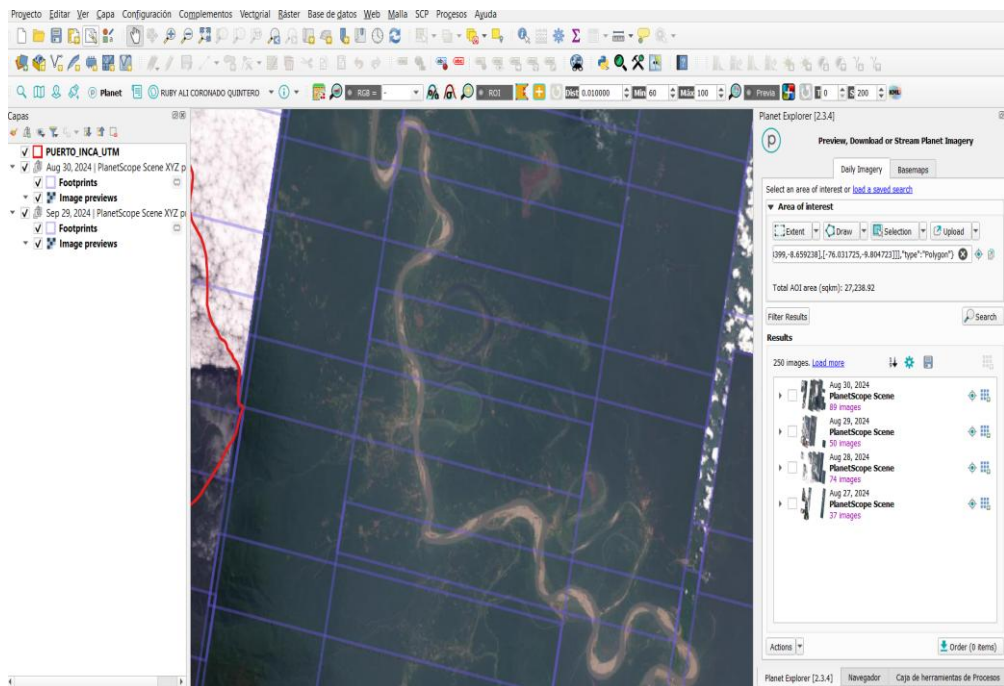 Proyecto Editar Ver Capa Configuración Complementos Vectorial Ráster Base de datos Web Malla SCP Procesos Ayuda
Planet RUBY ALI CORONADO QUINTERO RGB = - ROI Dist 0.010000 Min 60 Máx 100 Previa T 0 S 200
Capas
PUERTO_INCA_UTM
Aug 30, 2024 | PlanetScope Scene XYZ p
Footprints
Image previews
Sep 29, 2024 | PlanetScope Scene XYZ p
Footprints
Image previews
Planet Explorer [2.3.4]
Preview, Download or Stream Planet Imagery
Daily Imagery Basemaps
Select an area of interest or load a saved search
Area of interest
Extent Draw Selection Upload
399,-8.659238],[-76.031725,-9.804723]]],"type":"Polygon"}
Total AOI area (sqkm): 27,238.92
Filter Results Search
Results
250 images. Load more
Aug 30, 2024
PlanetScope Scene
89 images
Aug 29, 2024
PlanetScope Scene
50 images
Aug 28, 2024
PlanetScope Scene
74 images
Aug 27, 2024
PlanetScope Scene
37 images
Actions Order (0 items)
Planet Explorer [2.3.4] Navegador Caja de herramientas de Procesos